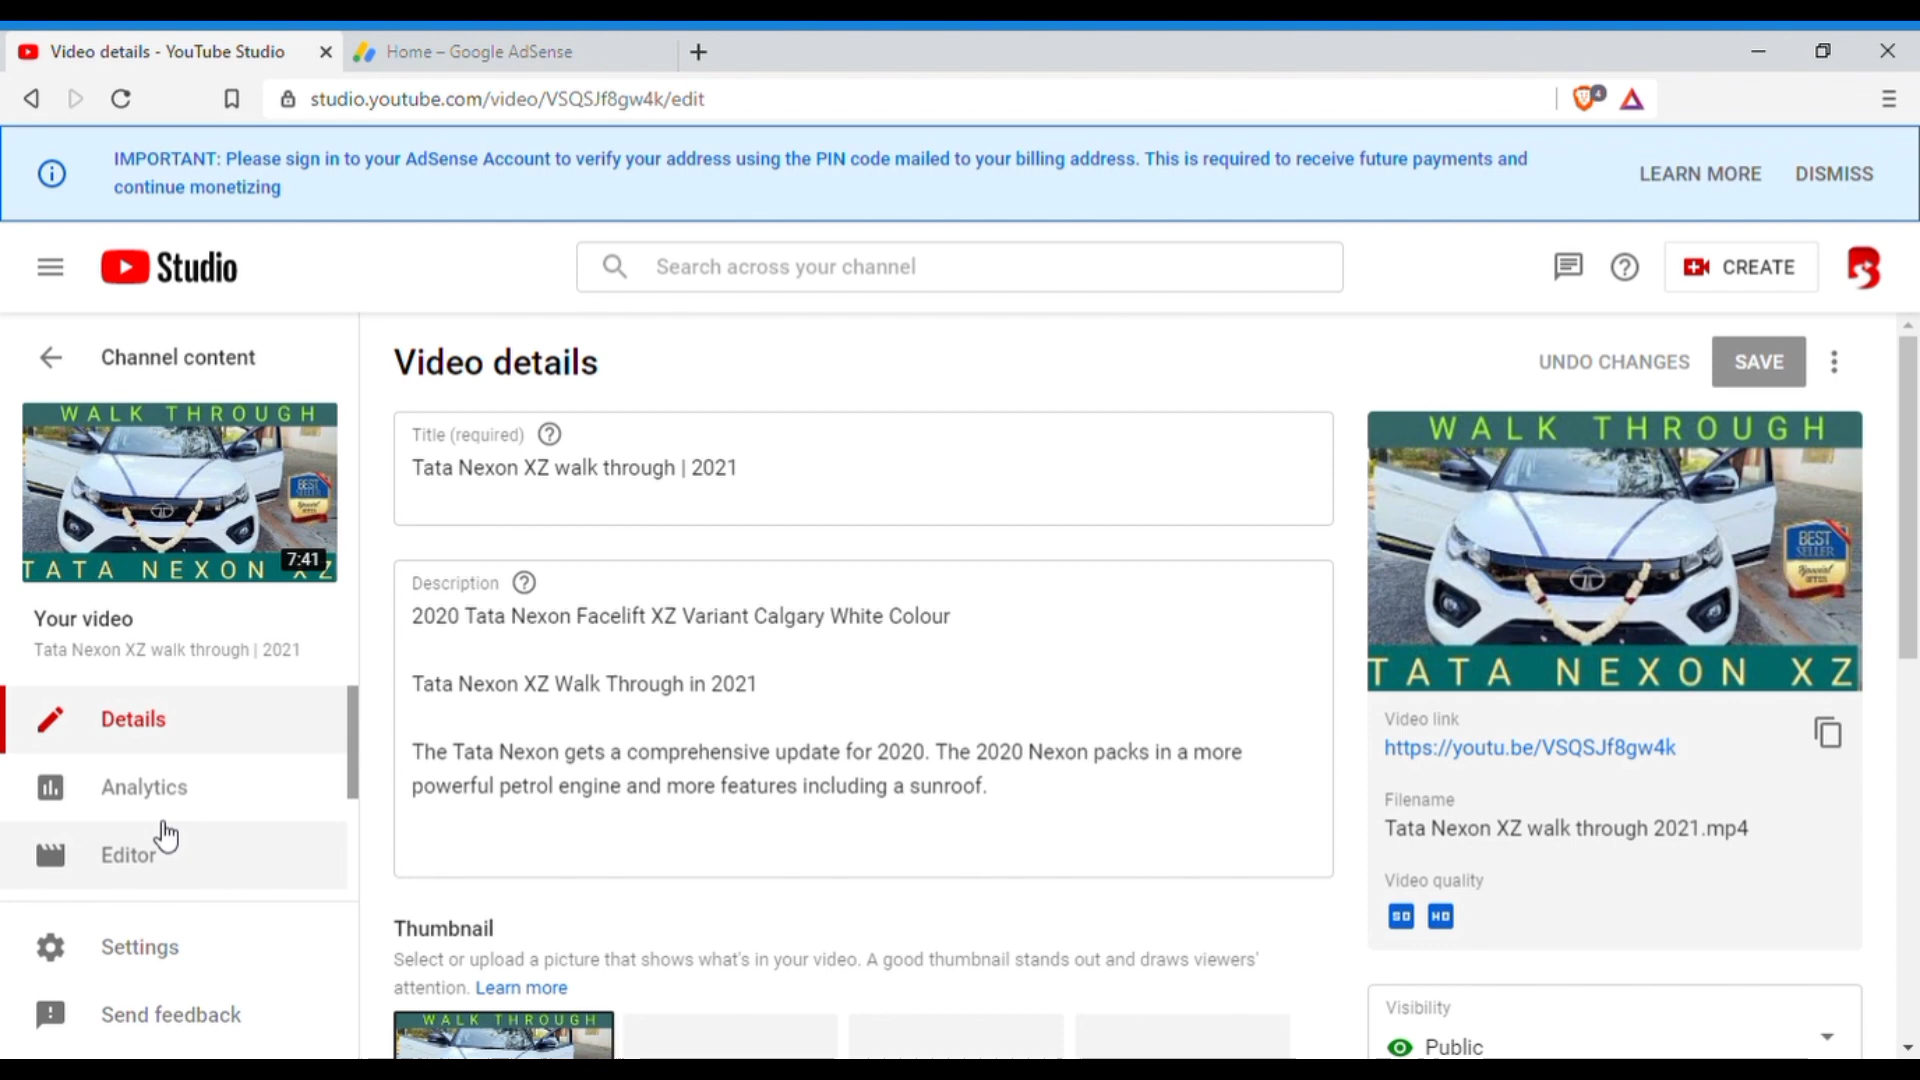 Video details - YouTube Studio
Home – Google AdSense
studio.youtube.com/video/VSQSJf8gw4k/edit
4
IMPORTANT: Please sign in to your AdSense Account to verify your address using the PIN code mailed to your billing address. This is required to receive future payments and
continue monetizing
LEARN MORE
DISMISS
Studio
Search across your channel
CREATE
Channel content
WALK THROUGH
BEST
SELLER
7:41
TATA NEXON XZ
Your video
Tata Nexon XZ walk through | 2021
Details
Analytics
Editor
Settings
Send feedback
Video details
UNDO CHANGES
SAVE
Title (required)
Tata Nexon XZ walk through | 2021
Description
2020 Tata Nexon Facelift XZ Variant Calgary White Colour
Tata Nexon XZ Walk Through in 2021
The Tata Nexon gets a comprehensive update for 2020. The 2020 Nexon packs in a more
powerful petrol engine and more features including a sunroof.
Thumbnail
Select or upload a picture that shows what's in your video. A good thumbnail stands out and draws viewers'
attention. Learn more
WALK THROUGH
WALK THROUGH
BEST
SELLER
Special
TATA NEXON XZ
Video link
https://youtu.be/VSQSJf8gw4k
Filename
Tata Nexon XZ walk through 2021.mp4
Video quality
SD HD
Visibility
Public